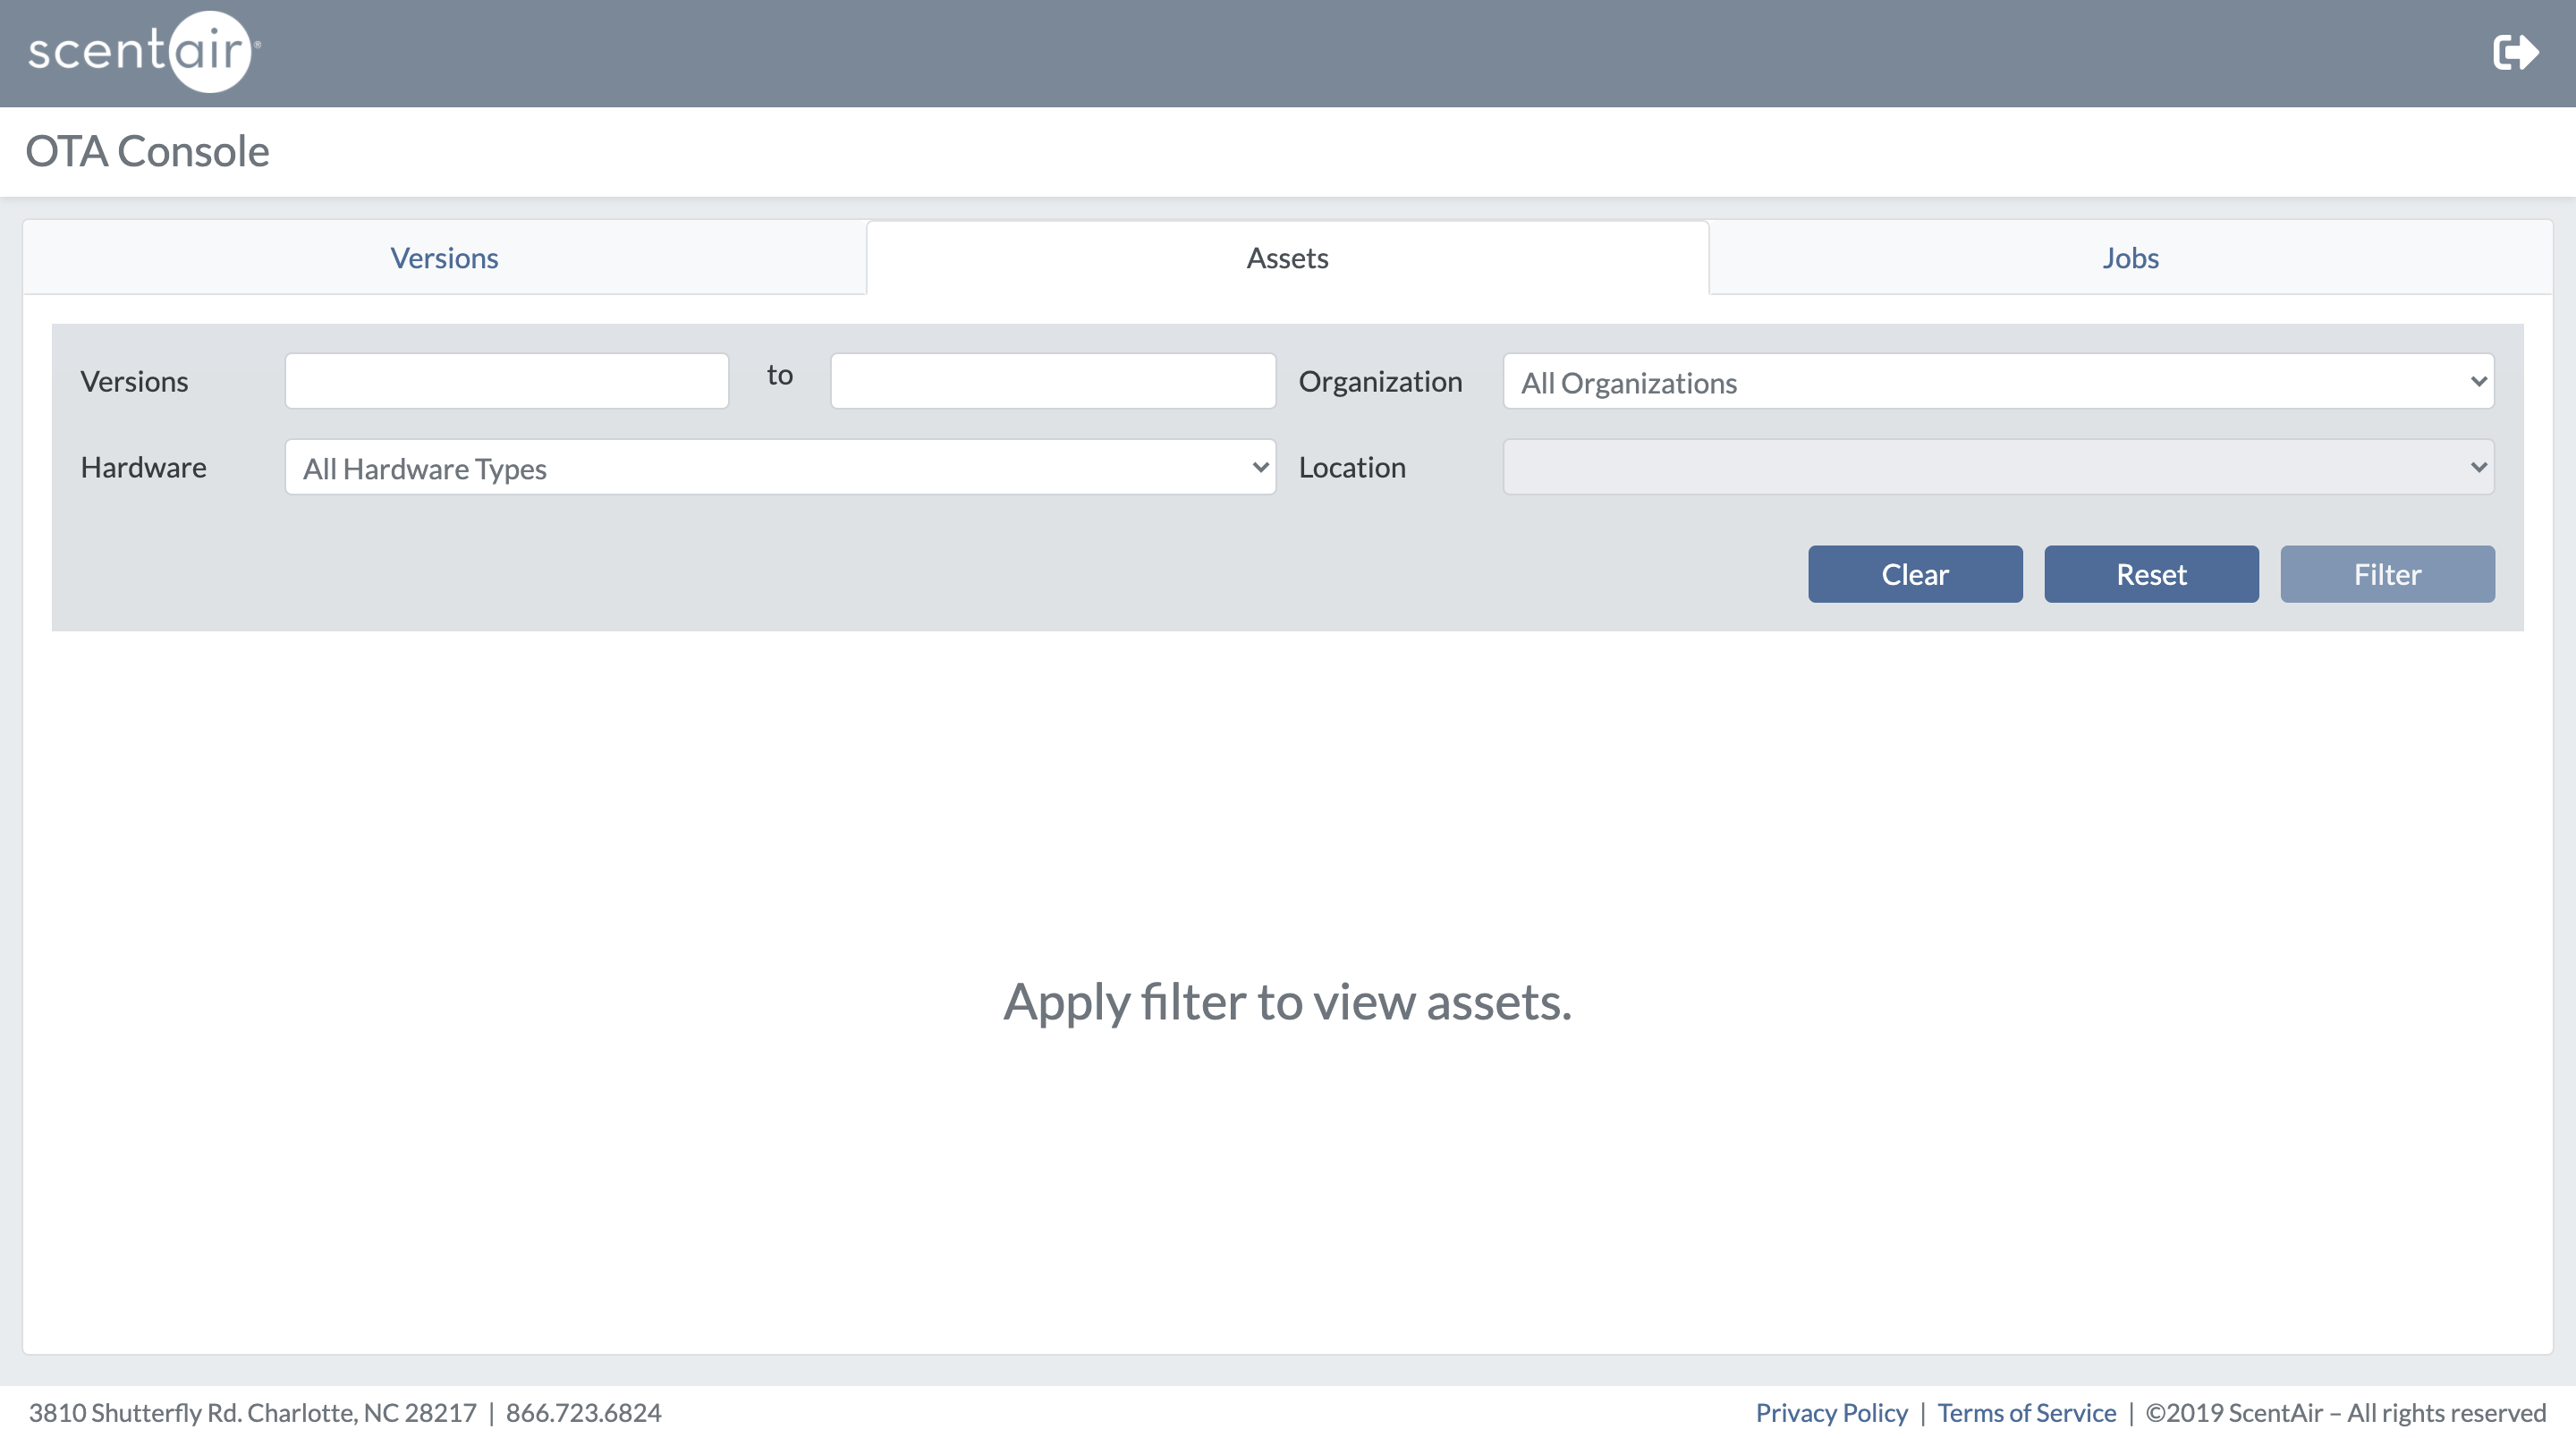 scentair®
OTA Console
Versions Assets Jobs
Versions to Organization All Organizations
Hardware All Hardware Types Location
Clear Reset Filter
Apply filter to view assets.
3810 Shutterfly Rd. Charlotte, NC 28217 | 866.723.6824 Privacy Policy | Terms of Service | ©2019 ScentAir – All rights reserved